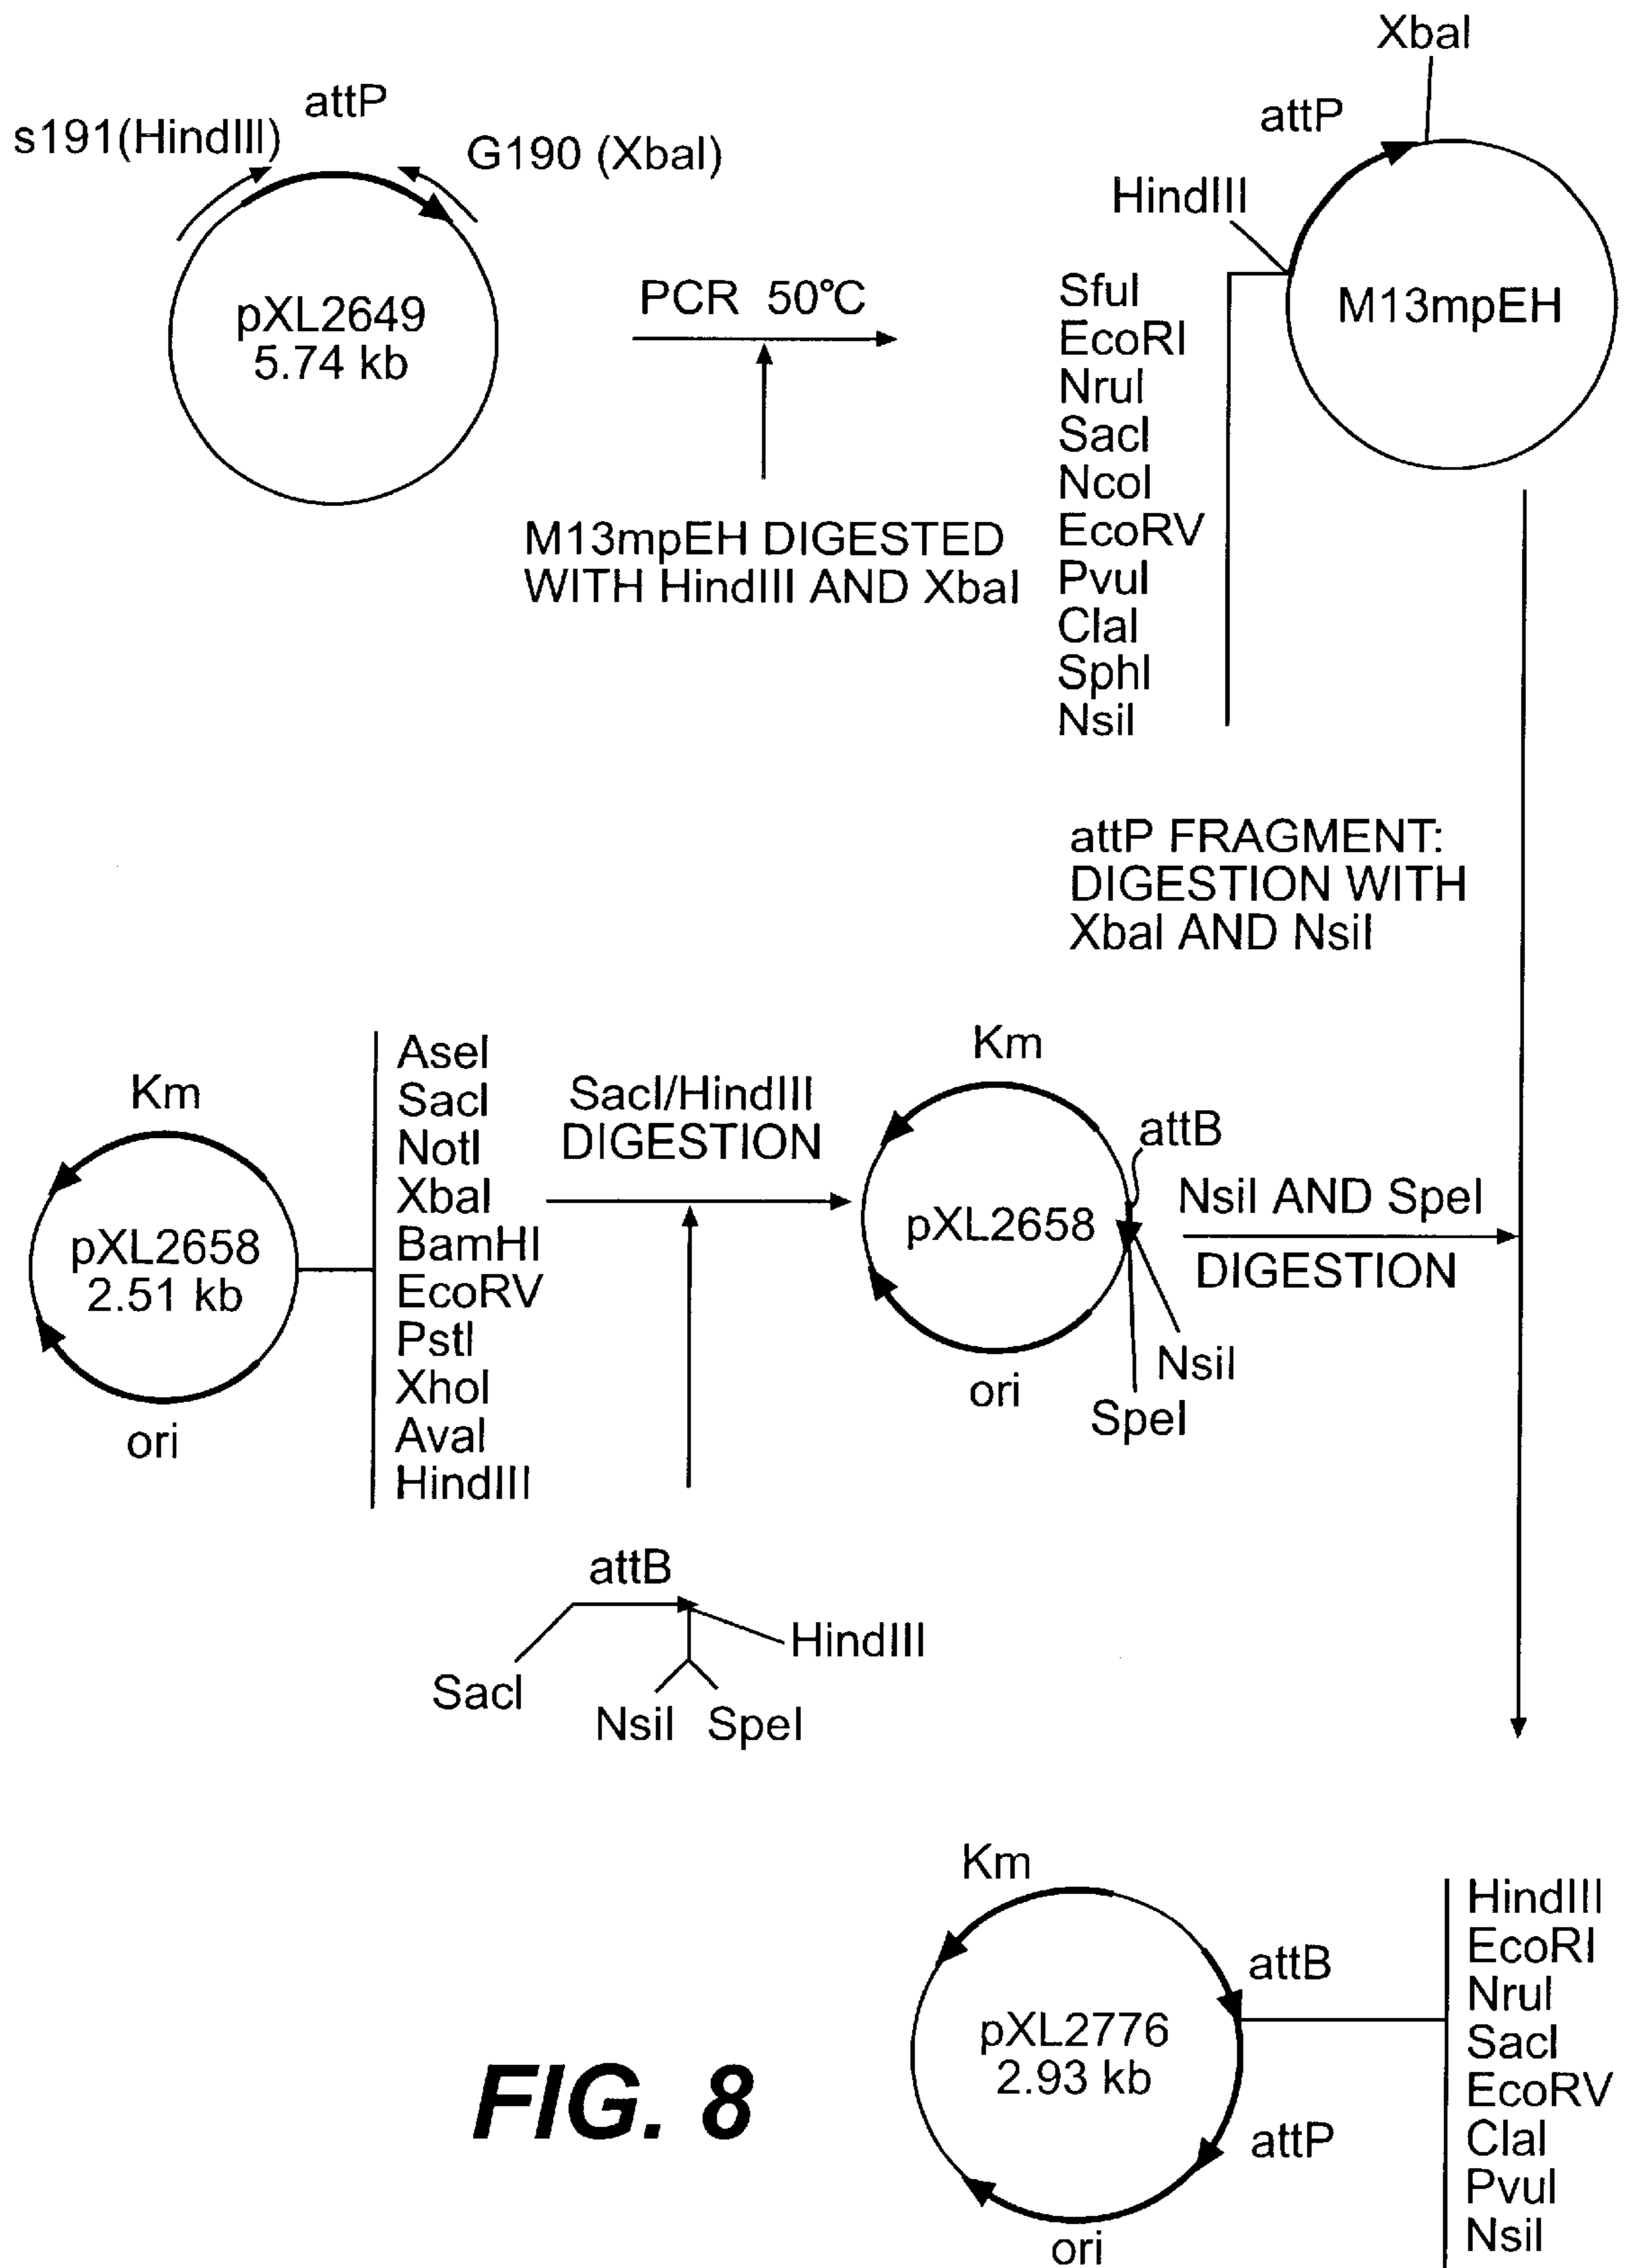 XbaI
attP
s191(HindIII)
G190 (XbaI)
attP
HindIII
pXL2649
5.74 kb
PCR 50°C
M13mpEH
SfuI
EcoRI
NruI
SacI
NcoI
EcoRV
PvuI
ClaI
SphI
NsiI
M13mpEH DIGESTED
WITH HindIII AND XbaI
attP FRAGMENT:
DIGESTION WITH
XbaI AND NsiI
Km
pXL2658
2.51 kb
ori
AseI
SacI
NotI
XbaI
BamHI
EcoRV
PstI
XhoI
AvaI
HindIII
SacI/HindIII
DIGESTION
Km
attB
pXL2658
ori
NsiI
SpeI
NsiI AND SpeI
DIGESTION
attB
HindIII
SacI
NsiI SpeI
Km
attB
pXL2776
2.93 kb
attP
ori
HindIII
EcoRI
NruI
SacI
EcoRV
ClaI
PvuI
NsiI
FIG. 8